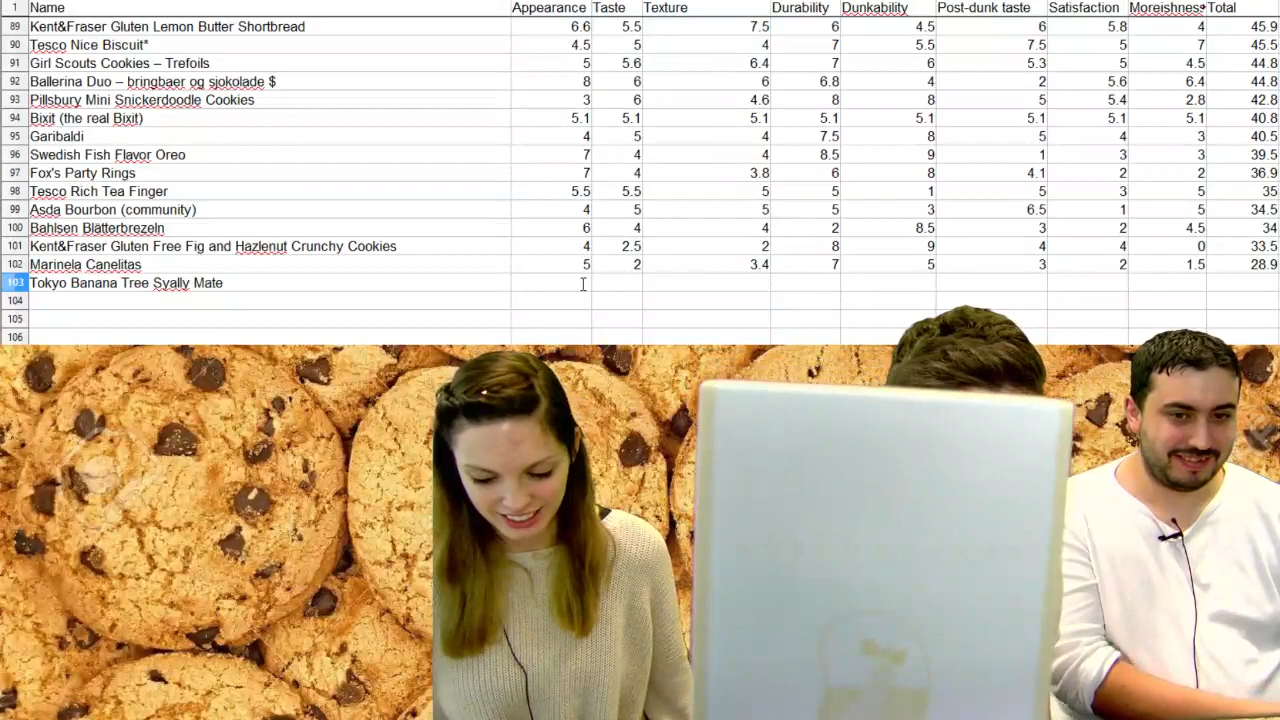 1 Name Appearance Taste Texture Durability Dunkability Post-dunk taste Satisfaction Moreishnes Total
89 Kent&Fraser Gluten Lemon Butter Shortbread 6.6 5.5 7.5 6 4.5 6 5.8 4 45.9
90 Tesco Nice Biscuit* 4.5 5 4 7 5.5 7.5 5 7 45.5
91 Girl Scouts Cookies – Trefoils 5 5.6 6.4 7 6 5.3 5 4.5 44.8
92 Ballerina Duo – bringbaer og sjokolade $ 8 6 6 6.8 4 2 5.6 6.4 44.8
93 Pillsbury Mini Snickerdoodle Cookies 3 6 4.6 8 8 5 5.4 2.8 42.8
94 Bixit (the real Bixit) 5.1 5.1 5.1 5.1 5.1 5.1 5.1 5.1 40.8
95 Garibaldi 4 5 4 7.5 8 5 4 3 40.5
96 Swedish Fish Flavor Oreo 7 4 4 8.5 9 1 3 3 39.5
97 Fox's Party Rings 7 4 3.8 6 8 4.1 2 2 36.9
98 Tesco Rich Tea Finger 5.5 5.5 5 5 1 5 3 5 35
99 Asda Bourbon (community) 4 5 5 5 3 6.5 1 5 34.5
100 Bahlsen Blätterbrezeln 6 4 4 2 8.5 3 2 4.5 34
101 Kent&Fraser Gluten Free Fig and Hazlenut Crunchy Cookies 4 2.5 2 8 9 4 4 0 33.5
102 Marinela Canelitas 5 2 3.4 7 5 3 2 1.5 28.9
103 Tokyo Banana Tree Syally Mate
104
105
106